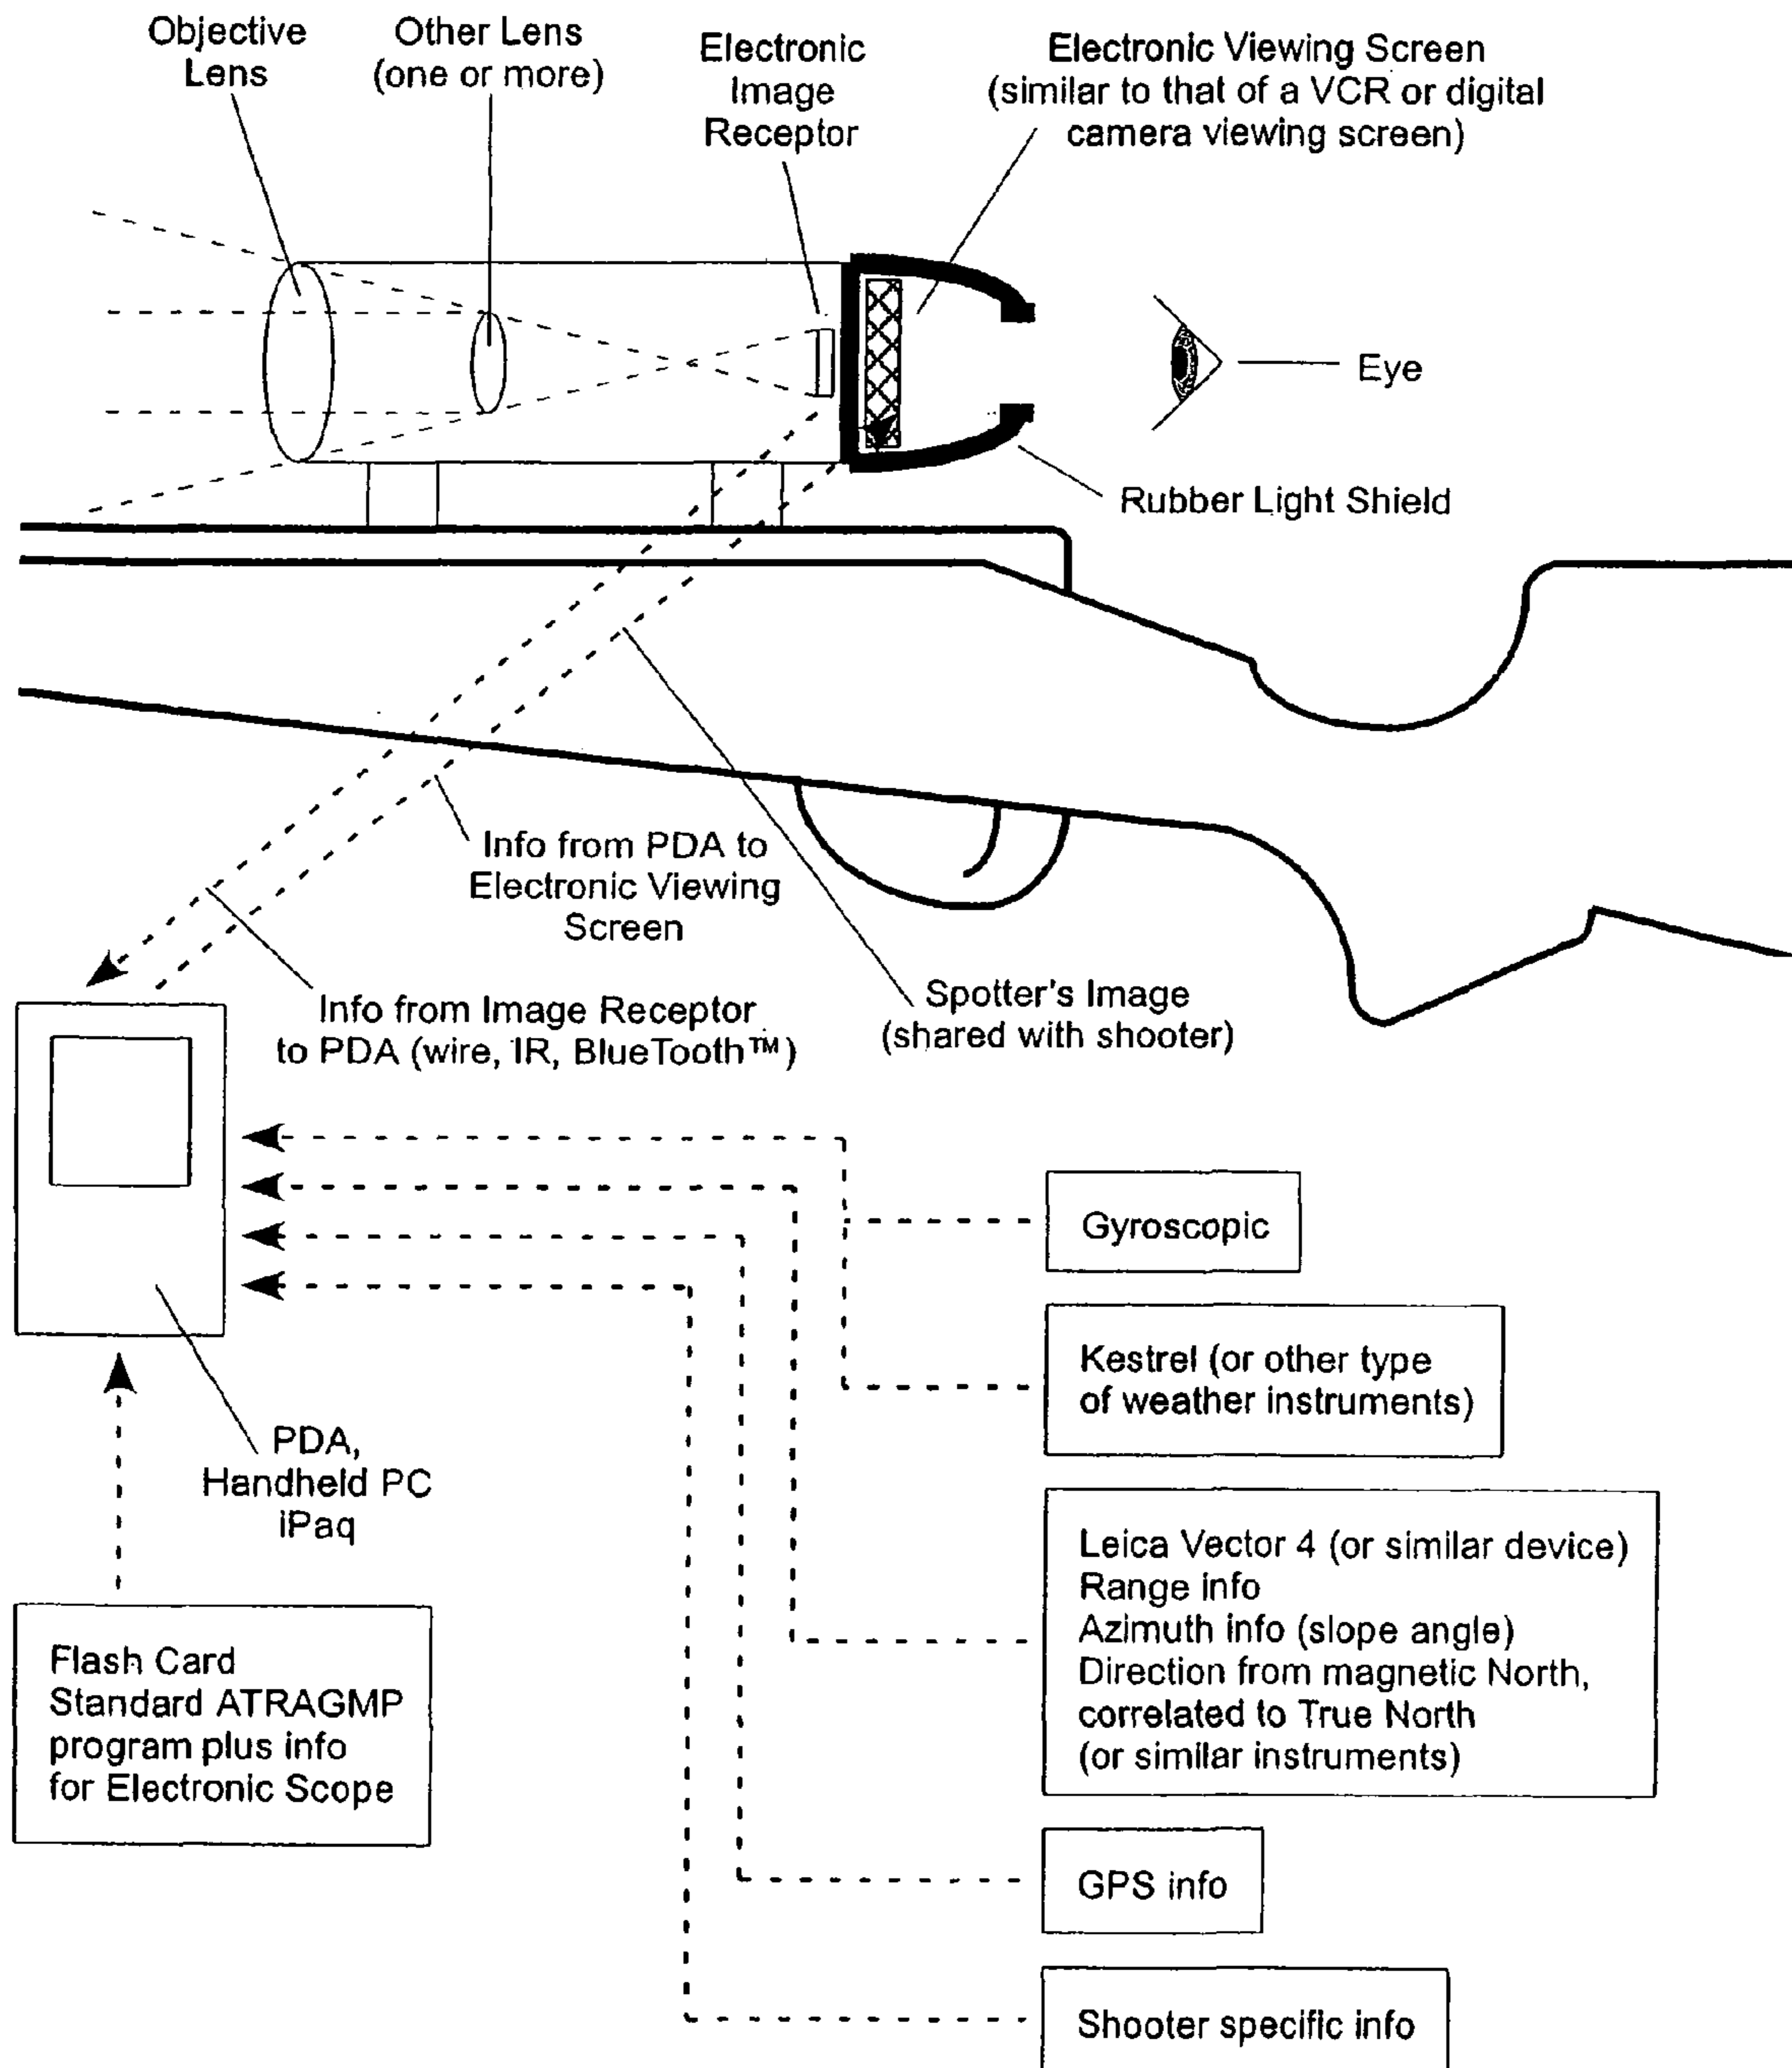 Objective
Lens
Other Lens
(one or more)
Electronic
Image
Receptor
Electronic Viewing Screen
(similar to that of a VCR or digital
camera viewing screen)
Eye
Rubber Light Shield
Info from PDA to
Electronic Viewing
Screen
Info from Image Receptor
to PDA (wire, IR, BlueTooth™)
Spotter's Image
(shared with shooter)
Gyroscopic
Kestrel (or other type
of weather instruments)
PDA,
Handheld PC
iPaq
Leica Vector 4 (or similar device)
Range info
Azimuth info (slope angle)
Direction from magnetic North,
correlated to True North
(or similar instruments)
Flash Card
Standard ATRAGMP
program plus info
for Electronic Scope
GPS info
Shooter specific info